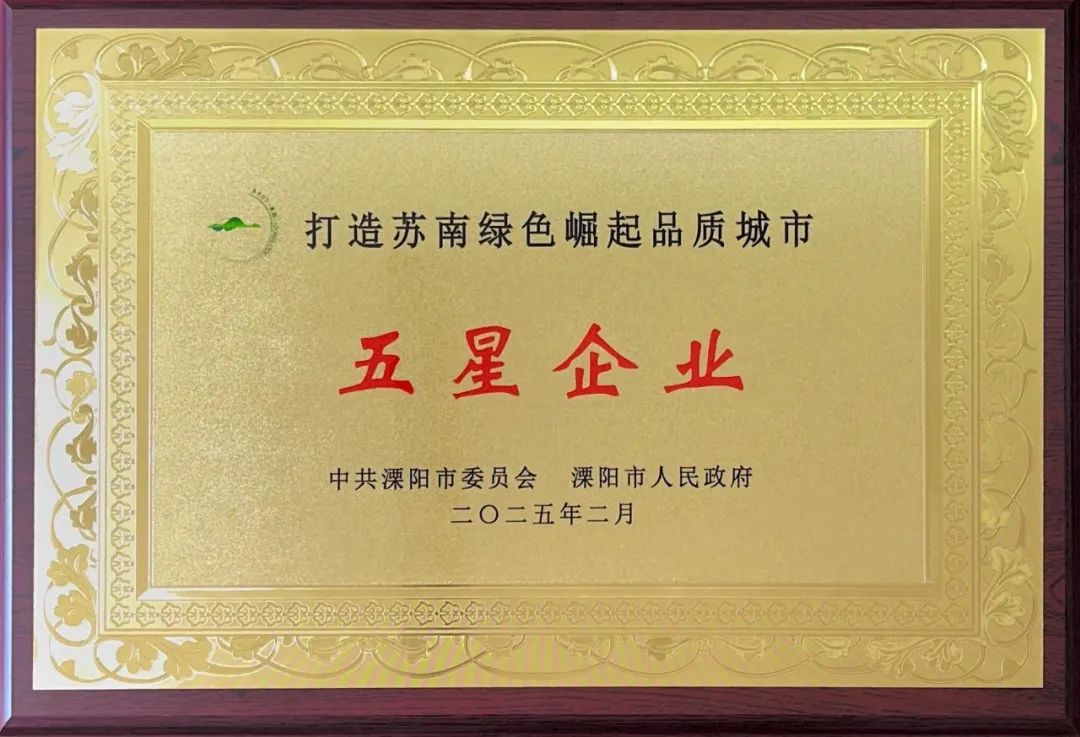 打造苏南绿色崛起品质城市
五星企业
中共溧阳市委员会 溧阳市人民政府
二〇二五年二月